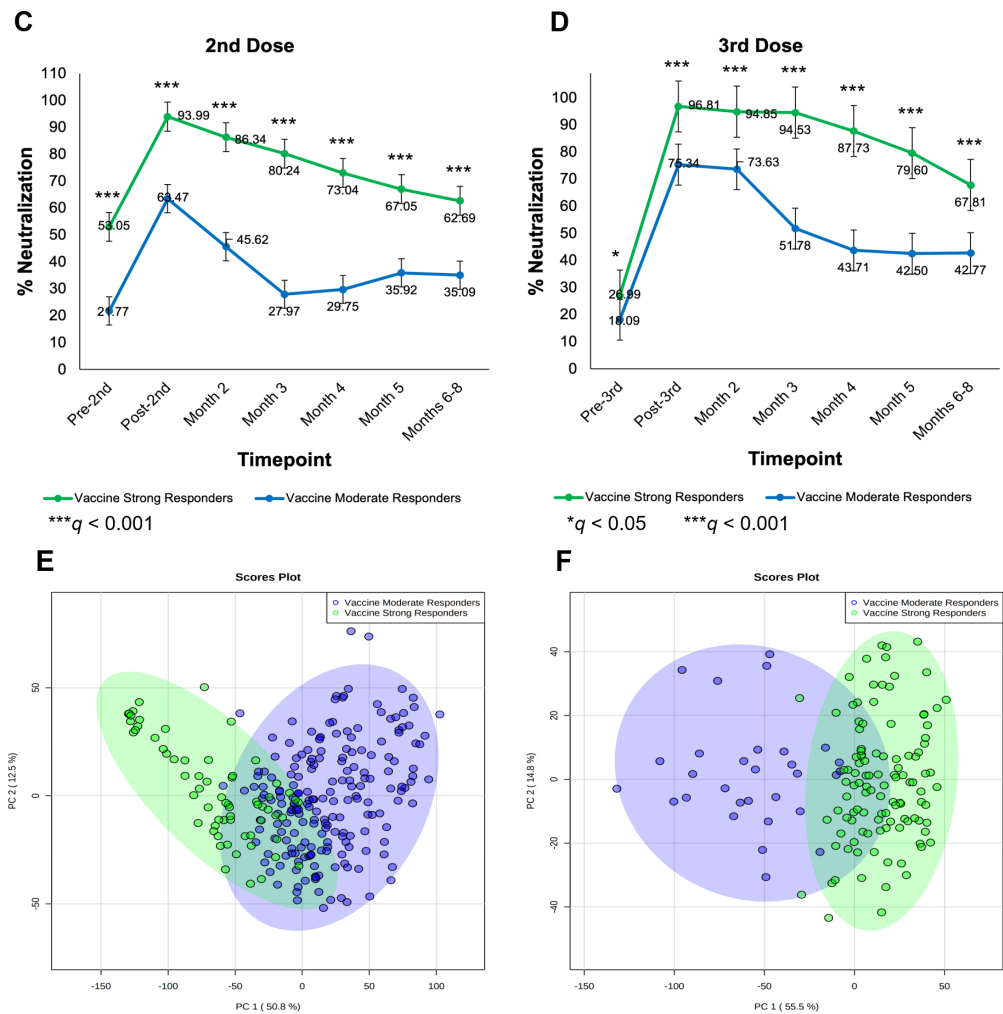 C
2nd Dose
% Neutralization
110
100
90
80
70
60
50
40
30
20
10
0
***
***
***
***
***
***
***
53.05
93.99
86.34
80.24
73.04
67.05
62.69
21.77
63.47
45.62
27.97
29.75
35.92
35.09
Pre-2nd
Post-2nd
Month 2
Month 3
Month 4
Month 5
Months 6-8
Timepoint
Vaccine Strong Responders
Vaccine Moderate Responders
***q < 0.001
D
3rd Dose
% Neutralization
100
90
80
70
60
50
40
30
20
10
0
*
***
***
***
***
***
***
26.99
96.81
94.85
94.53
87.73
79.60
67.81
18.09
75.34
73.63
51.78
43.71
42.50
42.77
Pre-3rd
Post-3rd
Month 2
Month 3
Month 4
Month 5
Months 6-8
Timepoint
Vaccine Strong Responders
Vaccine Moderate Responders
*q < 0.05 ***q < 0.001
E
Scores Plot
Vaccine Moderate Responders
Vaccine Strong Responders
PC 2 ( 12.5 %)
50
0
-50
-150
-100
-50
0
50
100
PC 1 ( 50.8 %)
F
Scores Plot
Vaccine Moderate Responders
Vaccine Strong Responders
PC 2 ( 14.8 %)
40
20
0
-20
-40
-150
-100
-50
0
50
PC 1 ( 55.5 %)